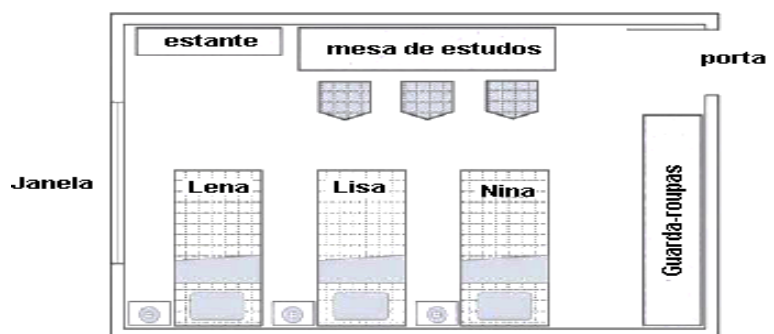 estante
mesa de estudos
porta
Janela
Lena
Lisa
Nina
Guarda-roupas